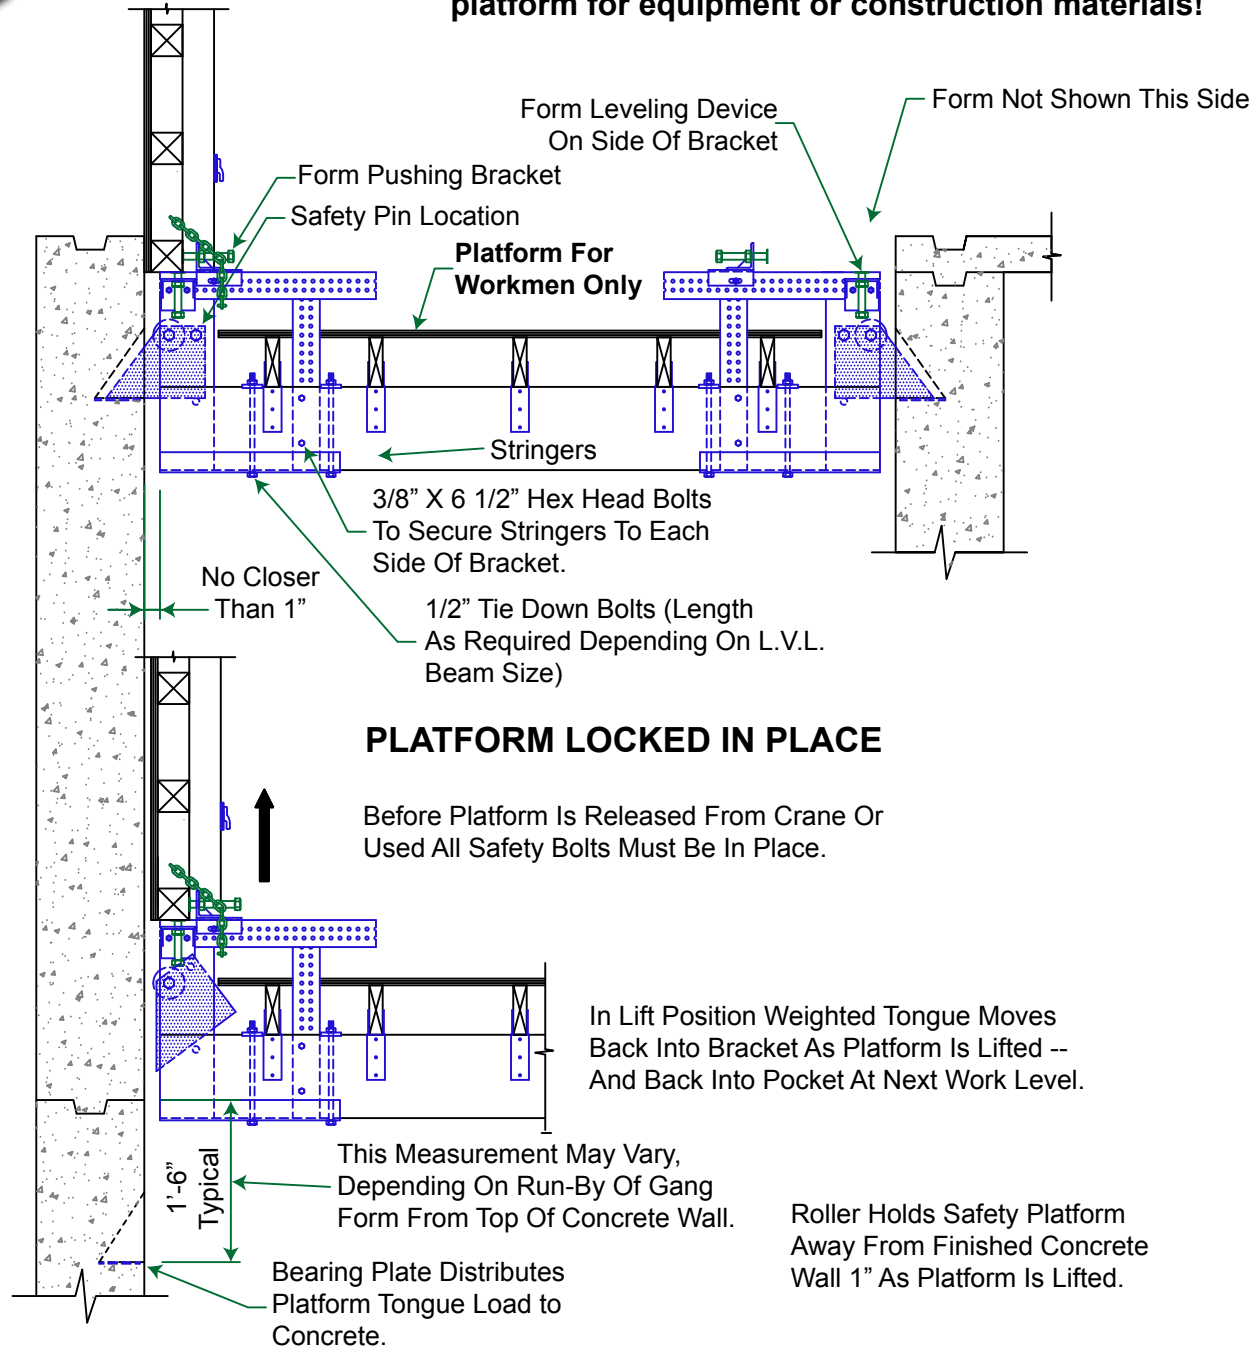 platform for equipment or construction materials!
Form Leveling Device
On Side Of Bracket
Form Not Shown This Side
Form Pushing Bracket
Safety Pin Location
Platform For
Workmen Only
Stringers
3/8” X 6 1/2” Hex Head Bolts
To Secure Stringers To Each
Side Of Bracket.
No Closer
Than 1”
1/2” Tie Down Bolts (Length
As Required Depending On L.V.L.
Beam Size)
PLATFORM LOCKED IN PLACE
Before Platform Is Released From Crane Or
Used All Safety Bolts Must Be In Place.
In Lift Position Weighted Tongue Moves
Back Into Bracket As Platform Is Lifted --
And Back Into Pocket At Next Work Level.
1’-6”
Typical
This Measurement May Vary,
Depending On Run-By Of Gang
Form From Top Of Concrete Wall.
Roller Holds Safety Platform
Away From Finished Concrete
Wall 1” As Platform Is Lifted.
Bearing Plate Distributes
Platform Tongue Load to
Concrete.